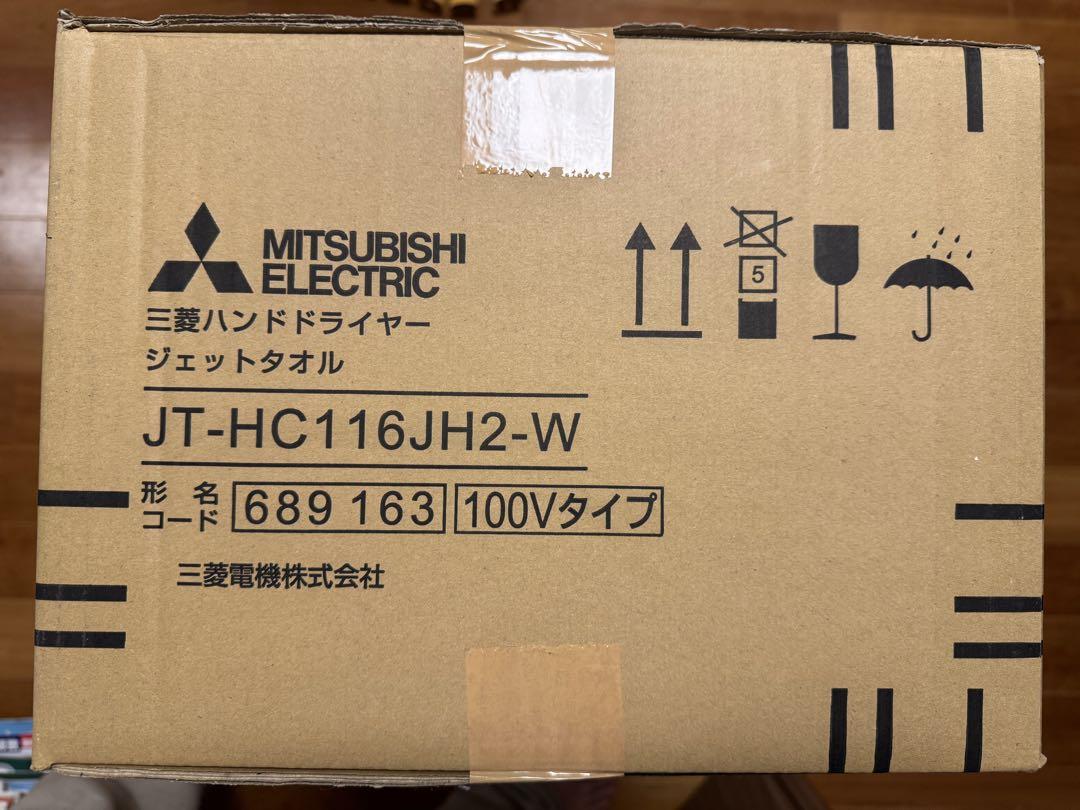 MITSUBISHI
ELECTRIC
三菱ハンドドライヤー
ジェットタオル
JT-HC116JH2-W
形名
コード 689 163 100Vタイプ
三菱電機株式会社
5